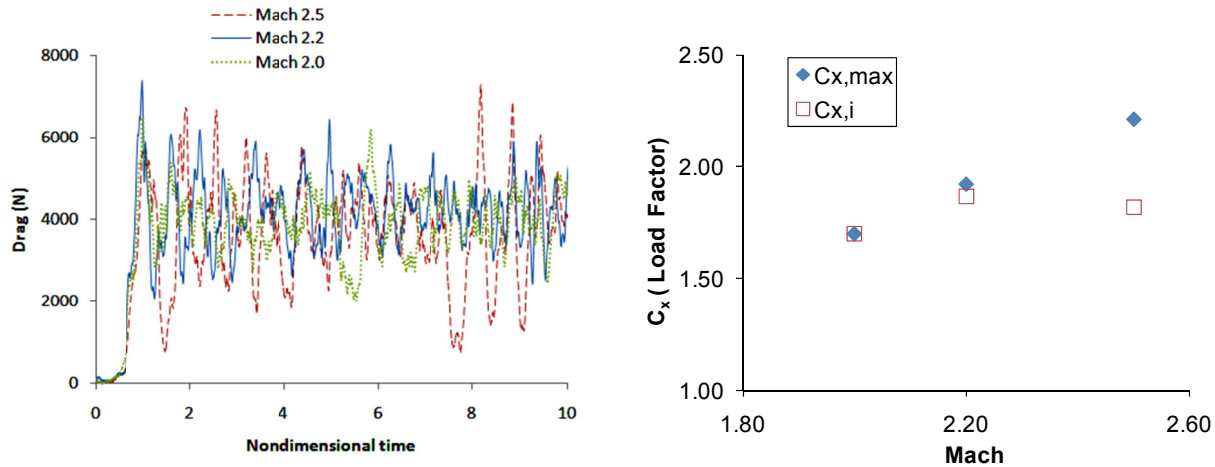 Mach 2.5
Mach 2.2
Mach 2.0
8000
6000
4000
2000
0
Drag (N)
0 2 4 6 8 10
Nondimensional time
Cx,max
Cx,i
2.50
2.00
1.50
1.00
Cx ( Load Factor)
1.80 2.20 2.60
Mach